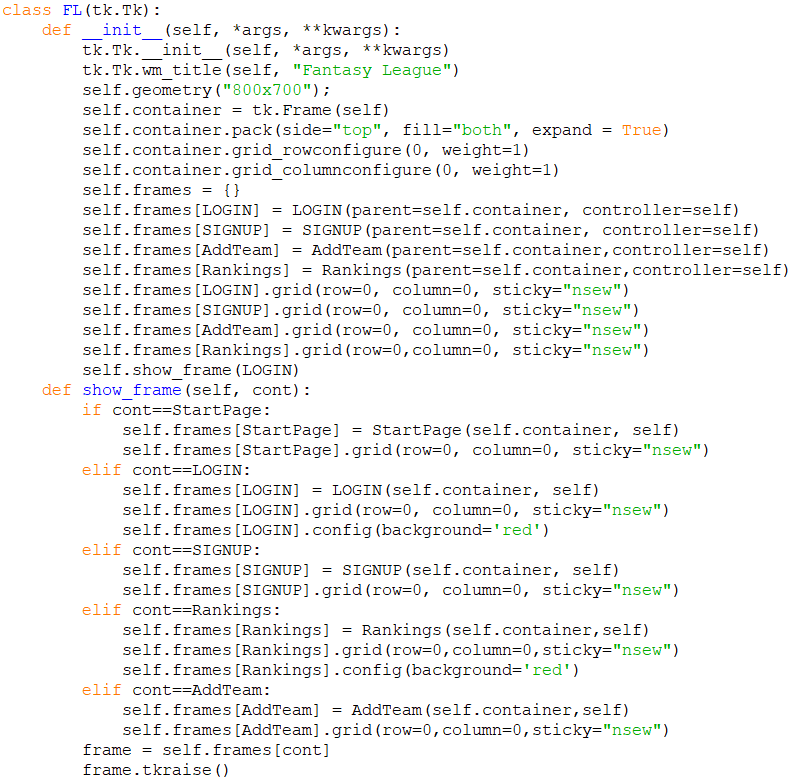 class FL(tk.Tk):
    def __init__(self, *args, **kwargs):
        tk.Tk.__init__(self, *args, **kwargs)
        tk.Tk.wm_title(self, "Fantasy League")
        self.geometry("800x700");
        self.container = tk.Frame(self)
        self.container.pack(side="top", fill="both", expand = True)
        self.container.grid_rowconfigure(0, weight=1)
        self.container.grid_columnconfigure(0, weight=1)
        self.frames = {}
        self.frames[LOGIN] = LOGIN(parent=self.container, controller=self)
        self.frames[SIGNUP] = SIGNUP(parent=self.container, controller=self)
        self.frames[AddTeam] = AddTeam(parent=self.container,controller=self)
        self.frames[Rankings] = Rankings(parent=self.container,controller=self)
        self.frames[LOGIN].grid(row=0, column=0, sticky="nsew")
        self.frames[SIGNUP].grid(row=0, column=0, sticky="nsew")
        self.frames[AddTeam].grid(row=0, column=0, sticky="nsew")
        self.frames[Rankings].grid(row=0,column=0, sticky="nsew")
        self.show_frame(LOGIN)
    def show_frame(self, cont):
        if cont==StartPage:
            self.frames[StartPage] = StartPage(self.container, self)
            self.frames[StartPage].grid(row=0, column=0, sticky="nsew")
        elif cont==LOGIN:
            self.frames[LOGIN] = LOGIN(self.container, self)
            self.frames[LOGIN].grid(row=0, column=0, sticky="nsew")
            self.frames[LOGIN].config(background='red')
        elif cont==SIGNUP:
            self.frames[SIGNUP] = SIGNUP(self.container, self)
            self.frames[SIGNUP].grid(row=0, column=0, sticky="nsew")
        elif cont==Rankings:
            self.frames[Rankings] = Rankings(self.container,self)
            self.frames[Rankings].grid(row=0,column=0,sticky="nsew")
            self.frames[Rankings].config(background='red')
        elif cont==AddTeam:
            self.frames[AddTeam] = AddTeam(self.container,self)
            self.frames[AddTeam].grid(row=0,column=0,sticky="nsew")
        frame = self.frames[cont]
        frame.tkraise()